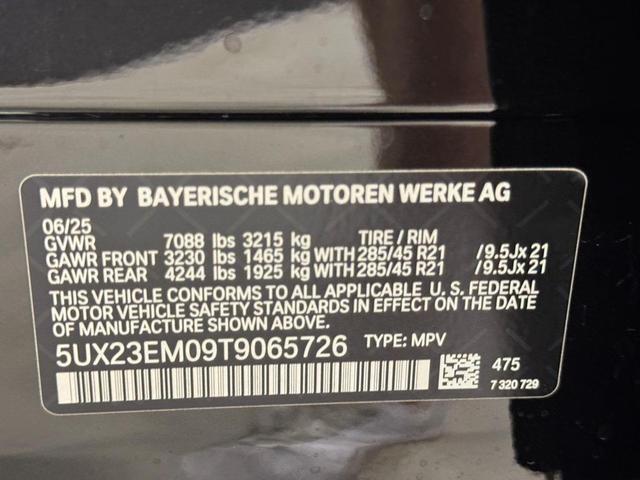 MFD BY BAYERISCHE MOTOREN WERKE AG
06/25
GVWR 7088 lbs 3215 kg TIRE / RIM
GAWR FRONT 3230 lbs 1465 kg WITH 285/45 R21 /9.5Jx 21
GAWR REAR 4244 lbs 1925 kg WITH 285/45 R21 /9.5Jx 21
THIS VEHICLE CONFORMS TO ALL APPLICABLE U. S. FEDERAL
MOTOR VEHICLE SAFETY STANDARDS IN EFFECT ON THE DATE
OF MANUFACTURE SHOWN ABOVE.
5UX23EM09T9065726 TYPE: MPV
475
7 320 729